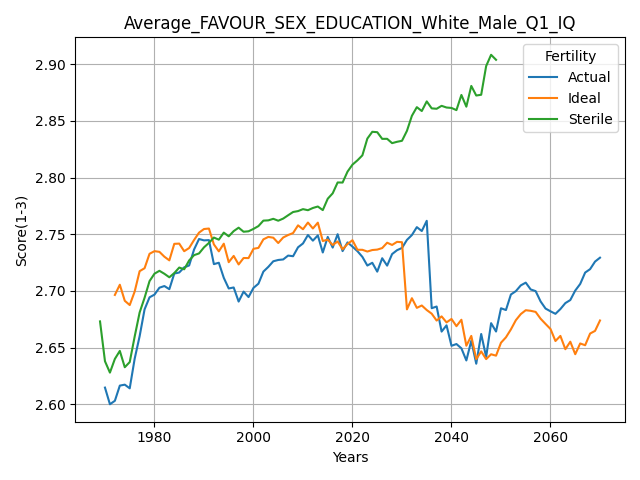 Average_FAVOUR_SEX_EDUCATION_White_Male_Q1_IQ
Fertility
Actual
Ideal
Sterile
Score(1-3)
2.90
2.85
2.80
2.75
2.70
2.65
2.60
1980
2000
2020
2040
2060
Years